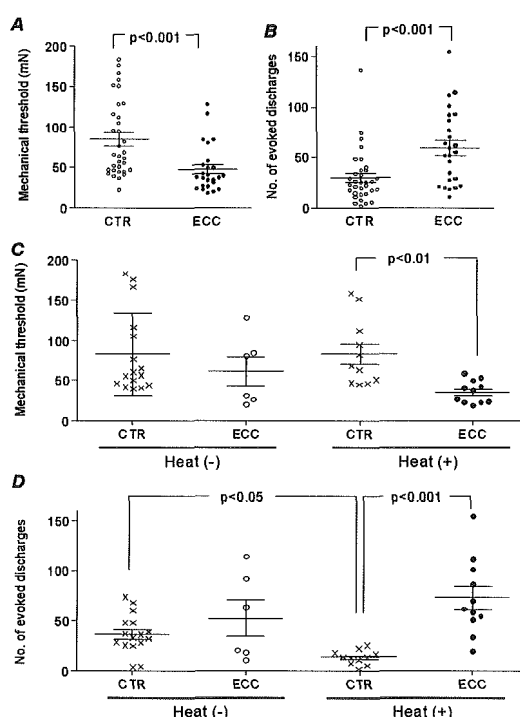 A
B
p<0.001
p<0.001
Mechanical threshold (mN)
200
150
100
50
0
CTR
ECC
No. of evoked discharges
150
100
50
0
CTR
ECC
C
Mechanical threshold (mN)
200
150
100
50
0
p<0.01
CTR
ECC
CTR
ECC
Heat (-)
Heat (+)
D
No. of evoked discharges
150
100
50
0
p<0.05
p<0.001
CTR
ECC
CTR
ECC
Heat (-)
Heat (+)